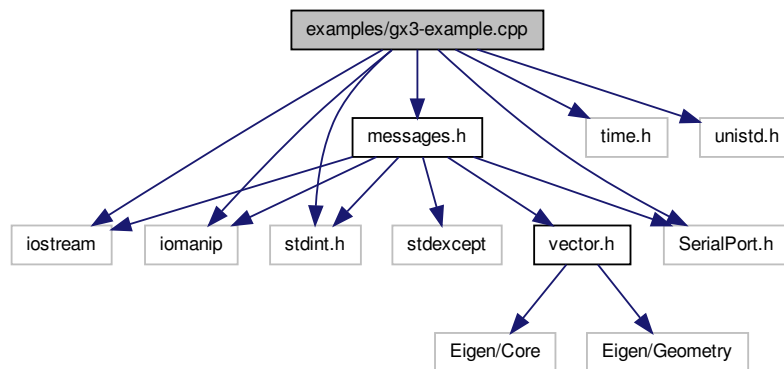 examples/gx3-example.cpp
messages.h
time.h
unistd.h
iostream
iomanip
stdint.h
stdexcept
vector.h
SerialPort.h
Eigen/Core
Eigen/Geometry